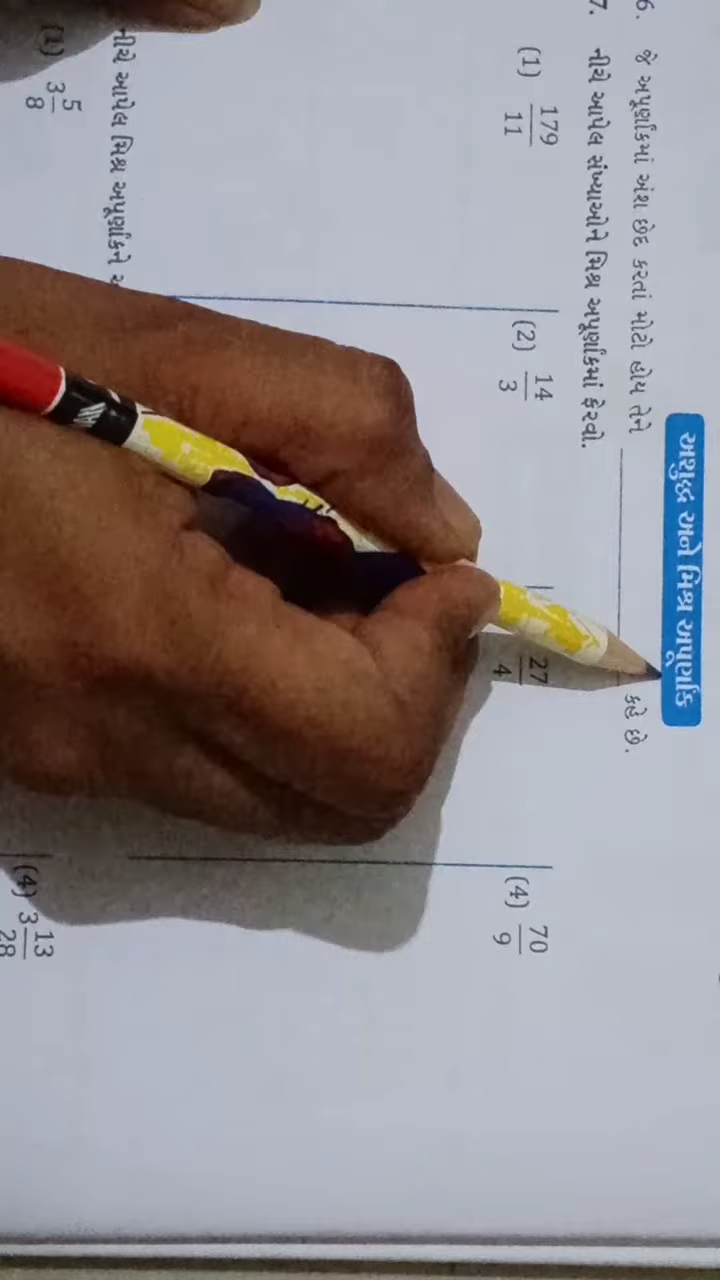 અશુદ્ધ અને મિશ્ર અપૂર્ણાંક
6. જે અપૂર્ણાંકમાં અંશ છેદ કરતાં મોટો હોય તેને ________ કહે છે.
7. નીચે આપેલ સંખ્યાઓને મિશ્ર અપૂર્ણાંકમાં ફેરવો.
(1) 179/11 (2) 14/3 27/4 (4) 70/9
નીચે આપેલ મિશ્ર અપૂર્ણાંકને
(1) 3 5/8 (4) 3 13/28